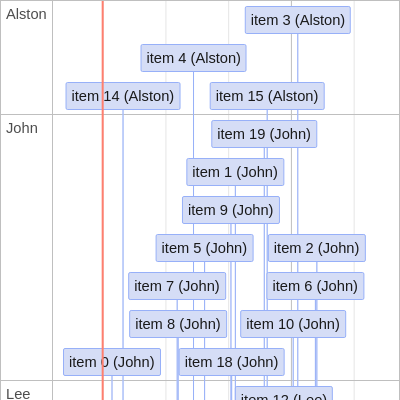 Alston
item 3 (Alston)
item 4 (Alston)
item 14 (Alston)
item 15 (Alston)
John
item 19 (John)
item 1 (John)
item 9 (John)
item 5 (John)
item 2 (John)
item 7 (John)
item 6 (John)
item 8 (John)
item 10 (John)
item 0 (John)
item 18 (John)
Lee
item 12 (Lee)